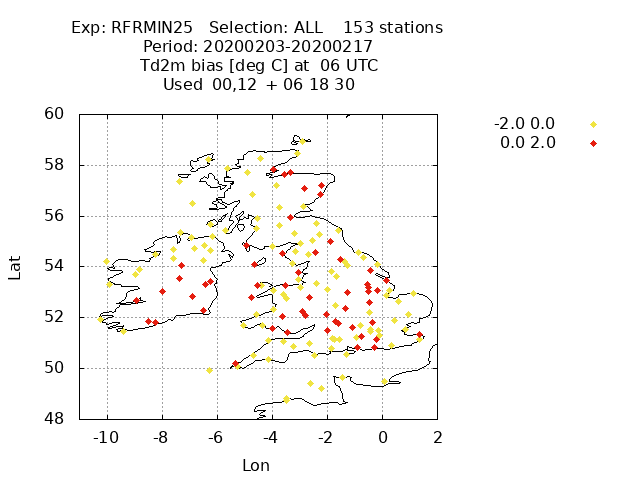 Exp: RFRMIN25 Selection: ALL 153 stations
Period: 20200203-20200217
Td2m bias [deg C] at 06 UTC
Used 00,12 + 06 18 30
-2.0 0.0
0.0 2.0
60
58
56
54
52
50
48
Lat
-10 -8 -6 -4 -2 0 2
Lon